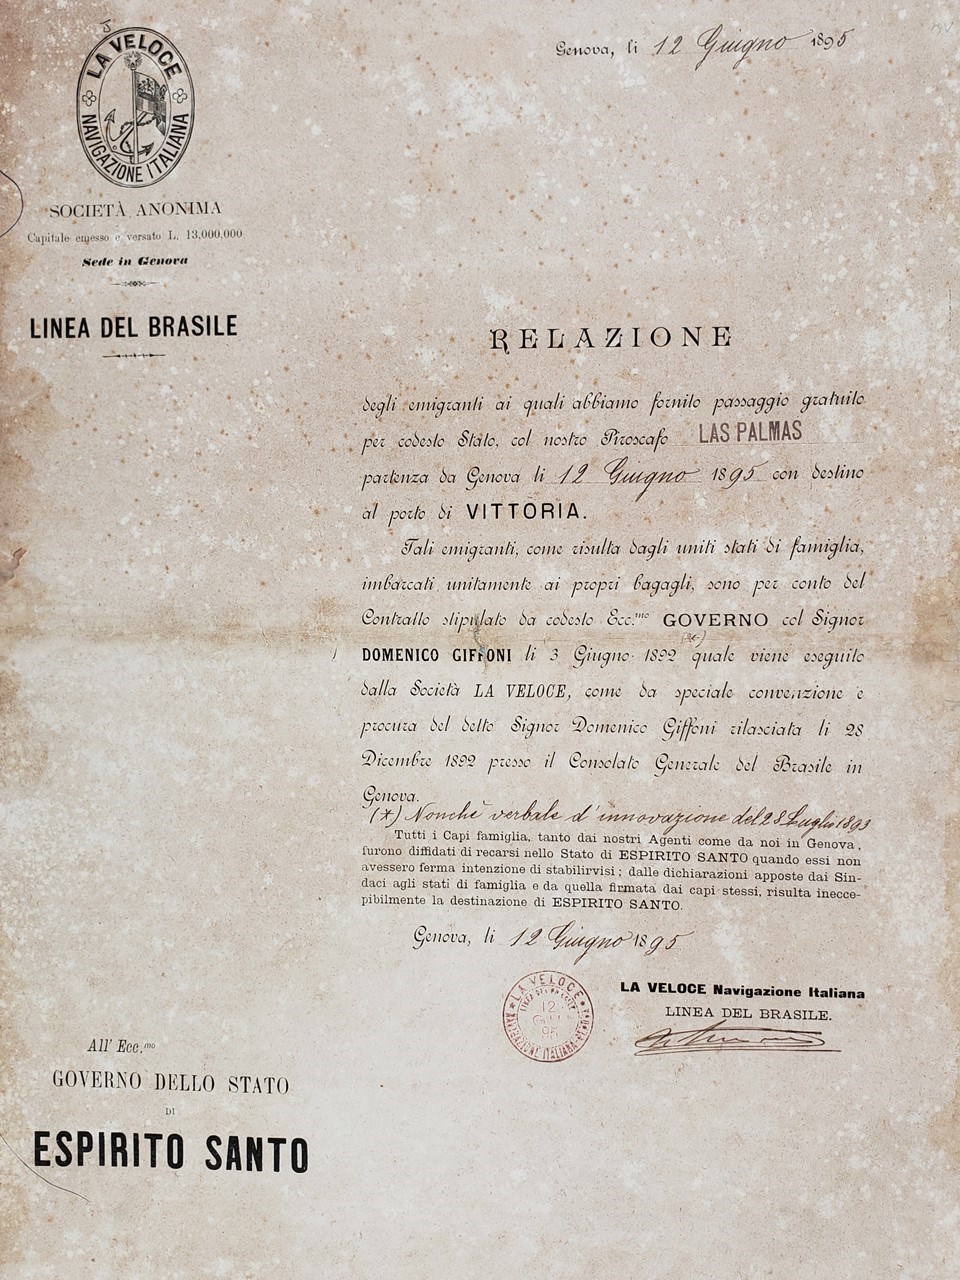 LA VELOCE
NAVIGAZIONE ITALIANA
SOCIETÀ ANONIMA
Capitale emesso e versato L. 13,000,000
Sede in Genova
LINEA DEL BRASILE
Genova, li 12 Giugno 1895
RELAZIONE
degli emigranti ai quali abbiamo fornito passaggio gratuito
per codesto Stato, col nostro Piroscafo LAS PALMAS
partenza da Genova li 12 Giugno 1895 con destino
al porto di VITTORIA.
Tali emigranti, come risulta dagli uniti stati di famiglia,
imbarcati unitamente ai propri bagagli, sono per conto del
Contratto stipulato da codesto Ecc.mo GOVERNO col Signor
DOMENICO GIFFONI li 3 Giugno 1892 quale viene eseguito
dalla Società LA VELOCE, come da speciale convenzione e
procura del detto Signor Domenico Giffoni rilasciata li 28
Dicembre 1892 presso il Consolato Generale del Brasile in
Genova.
(*) Nonchè verbale d'innovazione del 28 Luglio 1893
Tutti i Capi famiglia, tanto dai nostri Agenti come da noi in Genova,
furono diffidati di recarsi nello Stato di ESPIRITO SANTO quando essi non
avessero ferma intenzione di stabilirvisi; dalle dichiarazioni apposte dai Sin-
daci agli stati di famiglia e da quella firmata dai capi stessi, risulta inecce-
pibilmente la destinazione di ESPIRITO SANTO.
Genova, li 12 Giugno 1895
LA VELOCE Navigazione Italiana
LINEA DEL BRASILE.
LA VELOCE
12
95
NAVIGAZIONE ITALIANA
All' Ecc.mo
GOVERNO DELLO STATO
DI
ESPIRITO SANTO